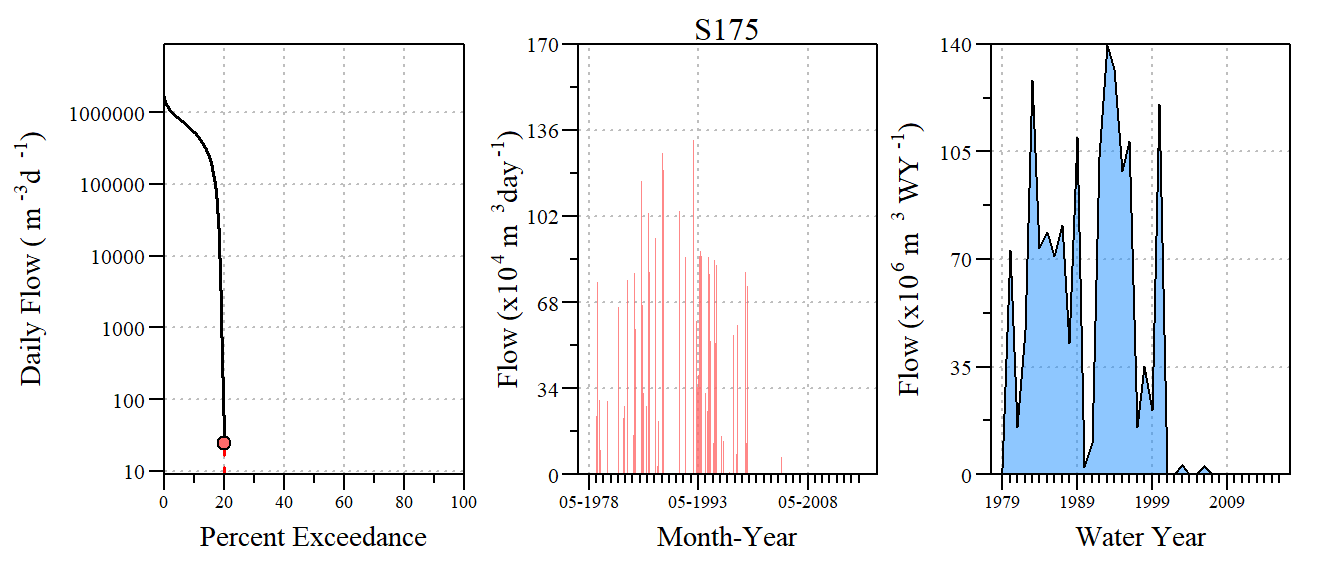 S175
Daily Flow ( m -3 d -1 )
1000000
100000
10000
1000
100
10
0 20 40 60 80 100
Percent Exceedance
Flow (x10 4 m 3 day -1 )
170
136
102
68
34
0
05-1978 05-1993 05-2008
Month-Year
Flow (x10 6 m 3 WY -1 )
140
105
70
35
0
1979 1989 1999 2009
Water Year